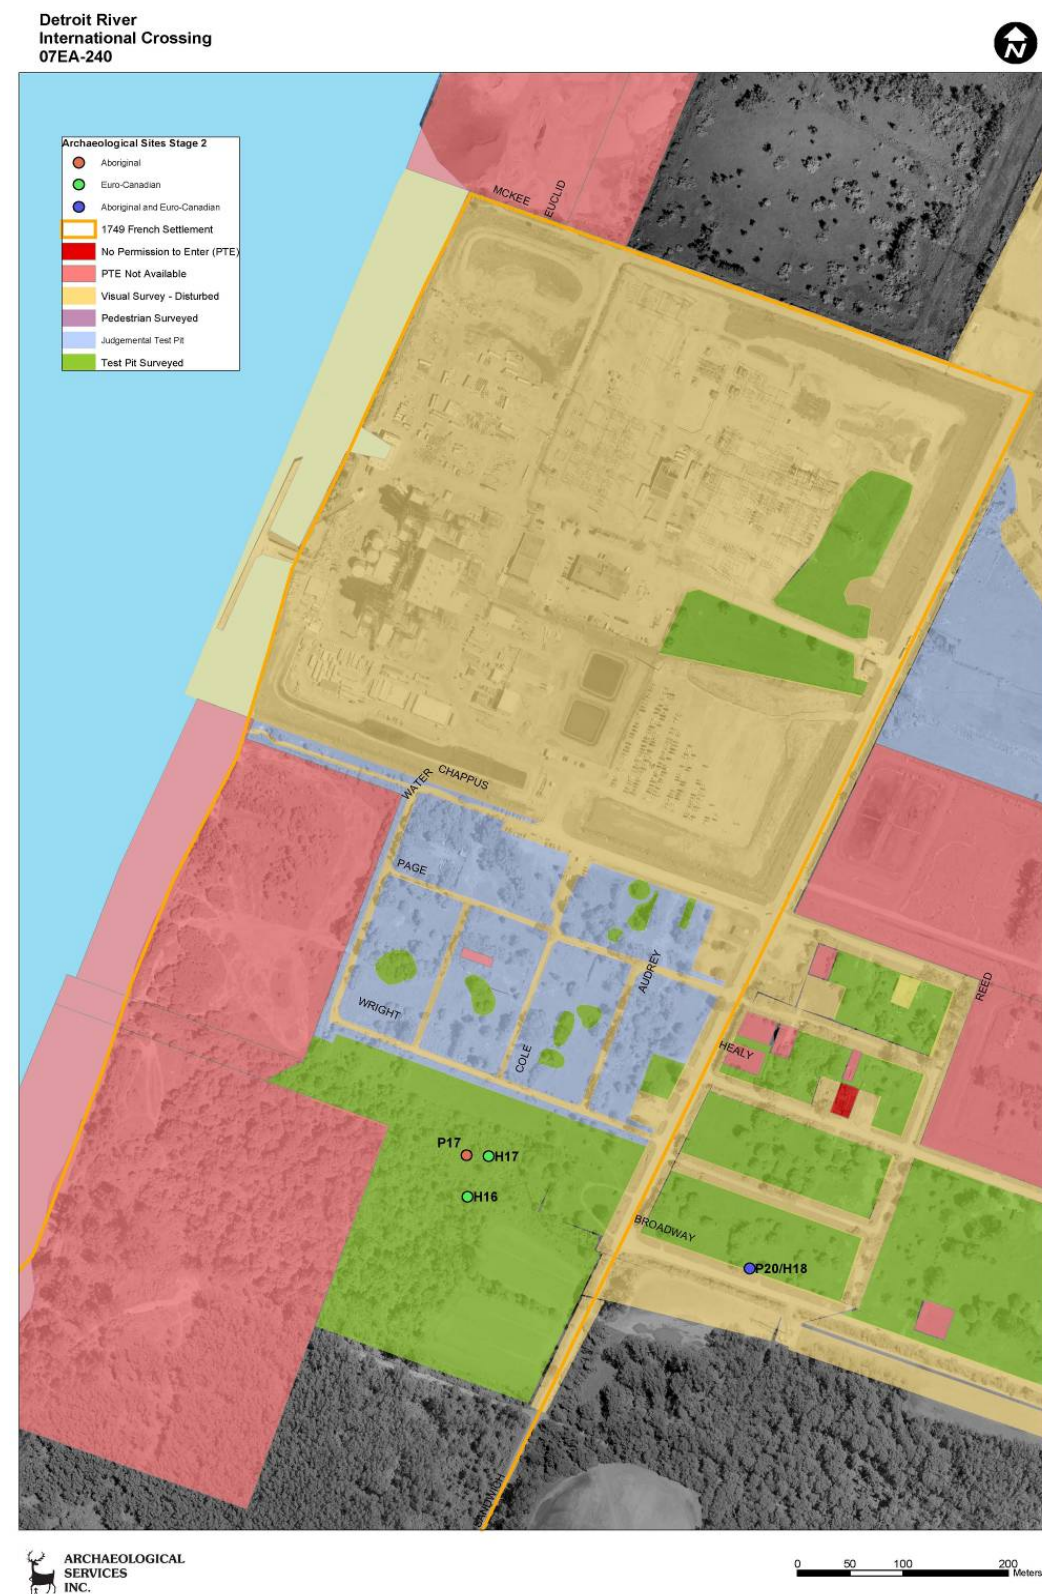 Detroit River
International Crossing
07EA-240
N
Archaeological Sites Stage 2
Aboriginal
Euro-Canadian
Aboriginal and Euro-Canadian
1749 French Settlement
No Permission to Enter (PTE)
PTE Not Available
Visual Survey - Disturbed
Pedestrian Surveyed
Judgemental Test Pit
Test Pit Surveyed
MCKEE
EUCLID
CHAPPUS
WATER
PAGE
AUDREY
REED
WRIGHT
COLE
HEALY
P17
H17
H16
BROADWAY
P20/H18
SANDWICH
ARCHAEOLOGICAL
SERVICES
INC.
0 50 100 200
Meters